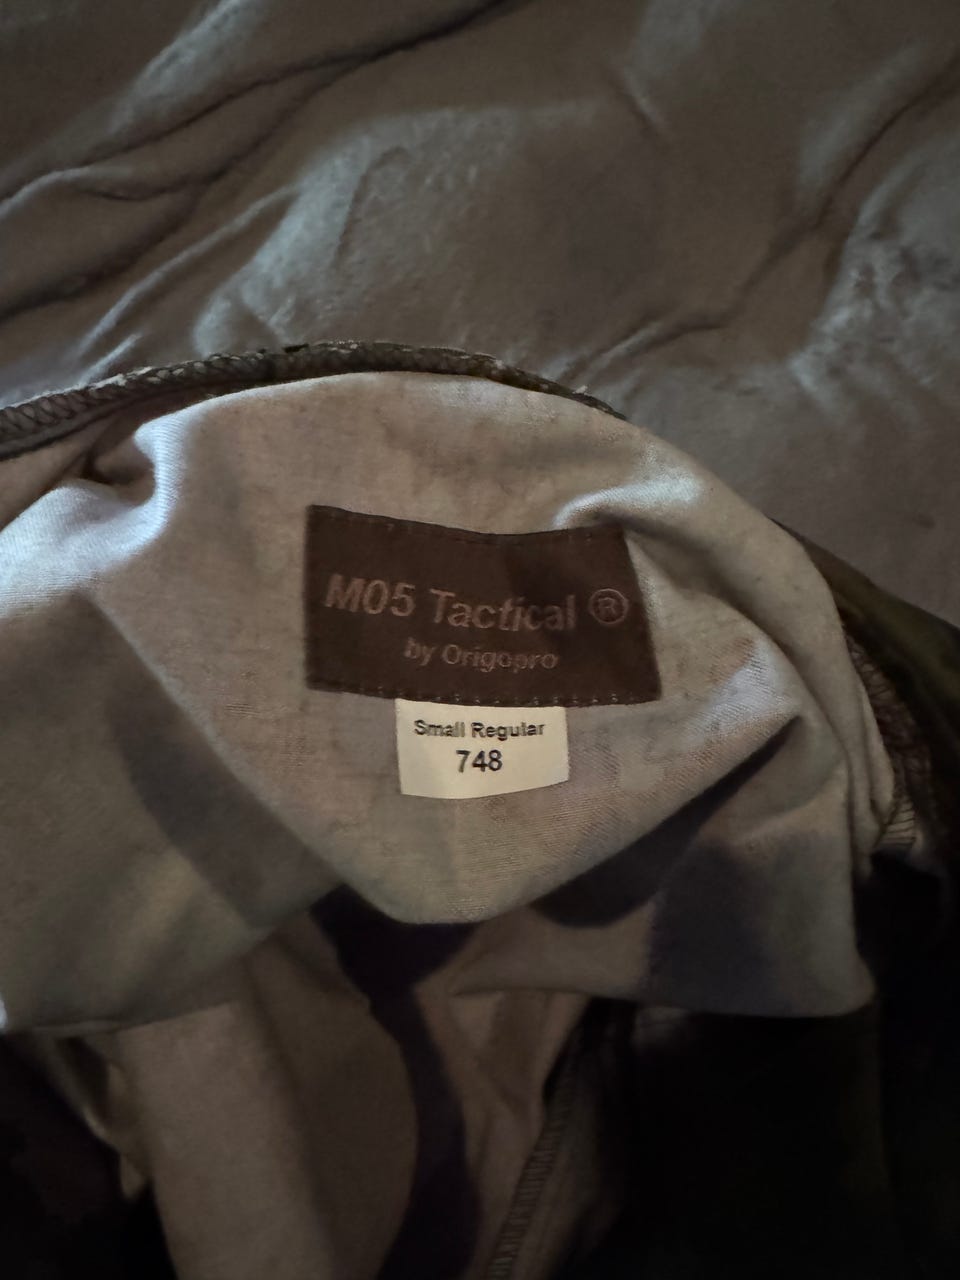 M05 Tactical ®
by Origopro
Small Regular
748